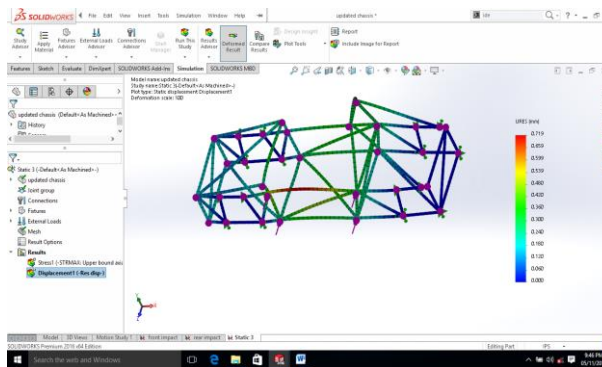 SOLIDWORKS File Edit View Insert Tools Simulation Window Help updated chassis *
Study Advisor
Apply Material
Fixtures Advisor
External Loads Advisor
Connections Advisor
Shell Manager
Run This Study
Results Advisor
Deformed Result
Compare Results
Design Insight
Plot Tools
Report
Include Image for Report
Features Sketch Evaluate DimXpert SOLIDWORKS Add-Ins Simulation SOLIDWORKS MBD
Model name:updated chassis
Study name:Static 3(-Default<As Machined>-)
Plot type: Static displacement Displacement1
Deformation scale: 100
updated chassis (Default<As Machined>
History
Static 3 (-Default<As Machined>-)
updated chassis
Joint group
Connections
Fixtures
External Loads
Mesh
Result Options
Results
Stress1 (-STRMAX: Upper bound axi
Displacement1 (-Res disp-)
URES (mm)
0.719
0.659
0.599
0.539
0.480
0.420
0.360
0.300
0.240
0.180
0.120
0.060
0.000
Model 3D Views Motion Study 1 front impact rear impact Static 3
SOLIDWORKS Premium 2016 x64 Edition
Editing Part IPS
Search the web and Windows
9:46 PM
05/11/20